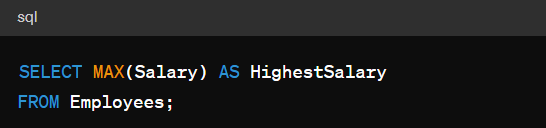 sql
SELECT MAX(Salary) AS HighestSalary
FROM Employees;